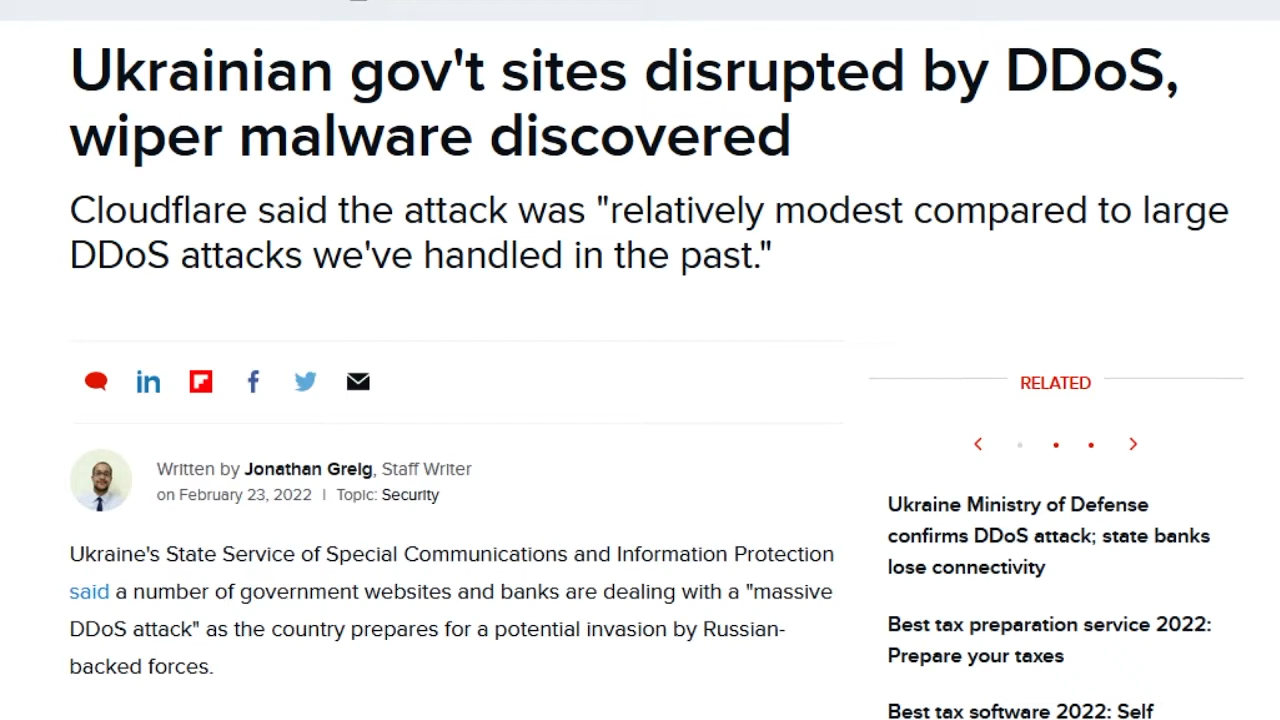 Ukrainian gov't sites disrupted by DDoS,
wiper malware discovered
Cloudflare said the attack was "relatively modest compared to large
DDoS attacks we've handled in the past."
in
f
RELATED
Written by Jonathan Greig, Staff Writer
on February 23, 2022 | Topic: Security
Ukraine's State Service of Special Communications and Information Protection
said a number of government websites and banks are dealing with a "massive
DDoS attack" as the country prepares for a potential invasion by Russian-
backed forces.
Ukraine Ministry of Defense
confirms DDoS attack; state banks
lose connectivity
Best tax preparation service 2022:
Prepare your taxes
Best tax software 2022: Self